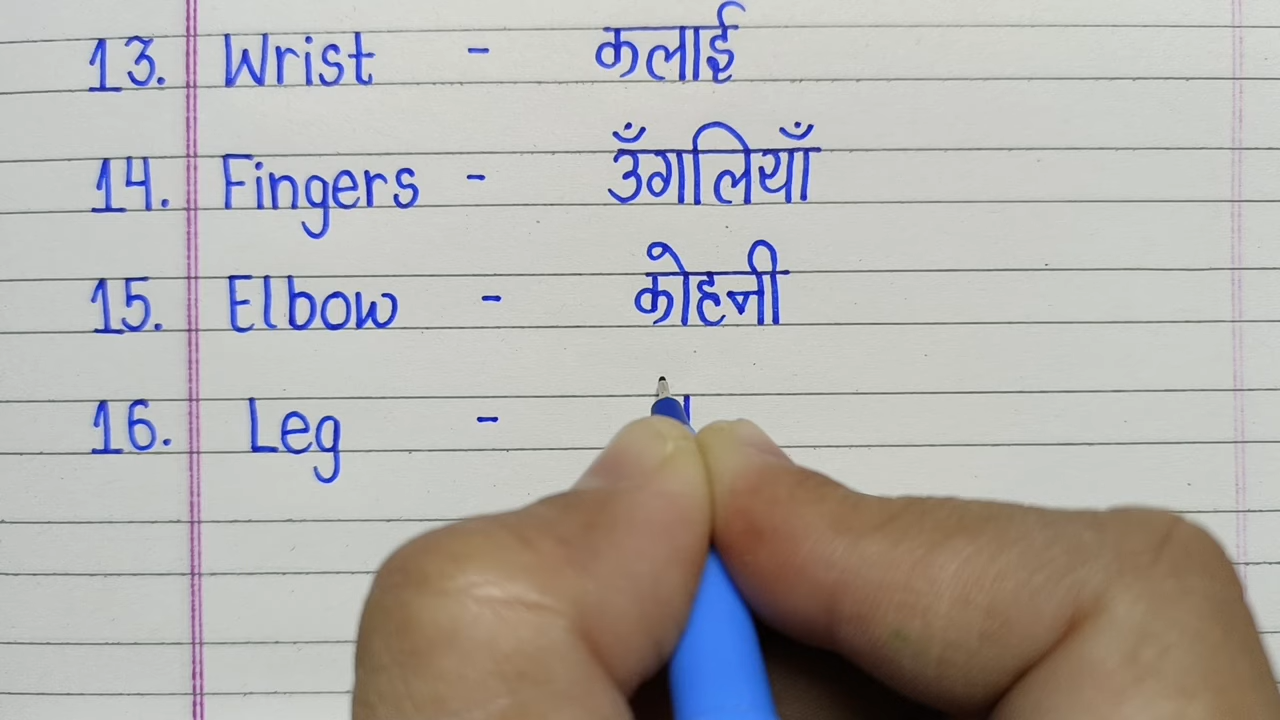 13. Wrist - कलाई
14. Fingers - उँगलियाँ
15. Elbow - कोहनी
16. Leg -